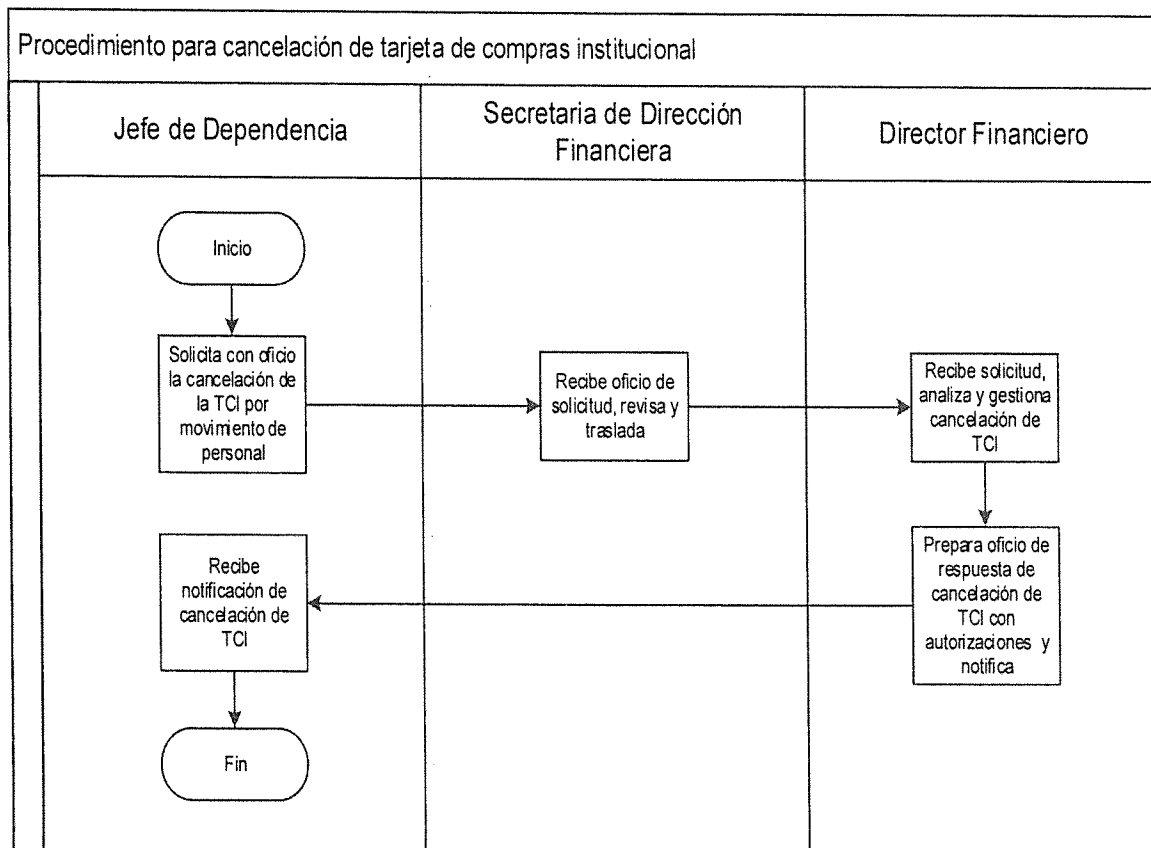 Procedimiento para cancelación de tarjeta de compras institucional
Jefe de Dependencia
Secretaria de Dirección
Financiera
Director Financiero
Inicio
Solicita con oficio
la cancelación de
la TCI por
movimiento de
personal
Recibe oficio de
solicitud, revisa y
traslada
Recibe solicitud,
analiza y gestiona
cancelación de
TCI
Prepara oficio de
respuesta de
cancelación de
TCI con
autorizaciones y
notifica
Recibe
notificación de
cancelación de
TCI
Fin